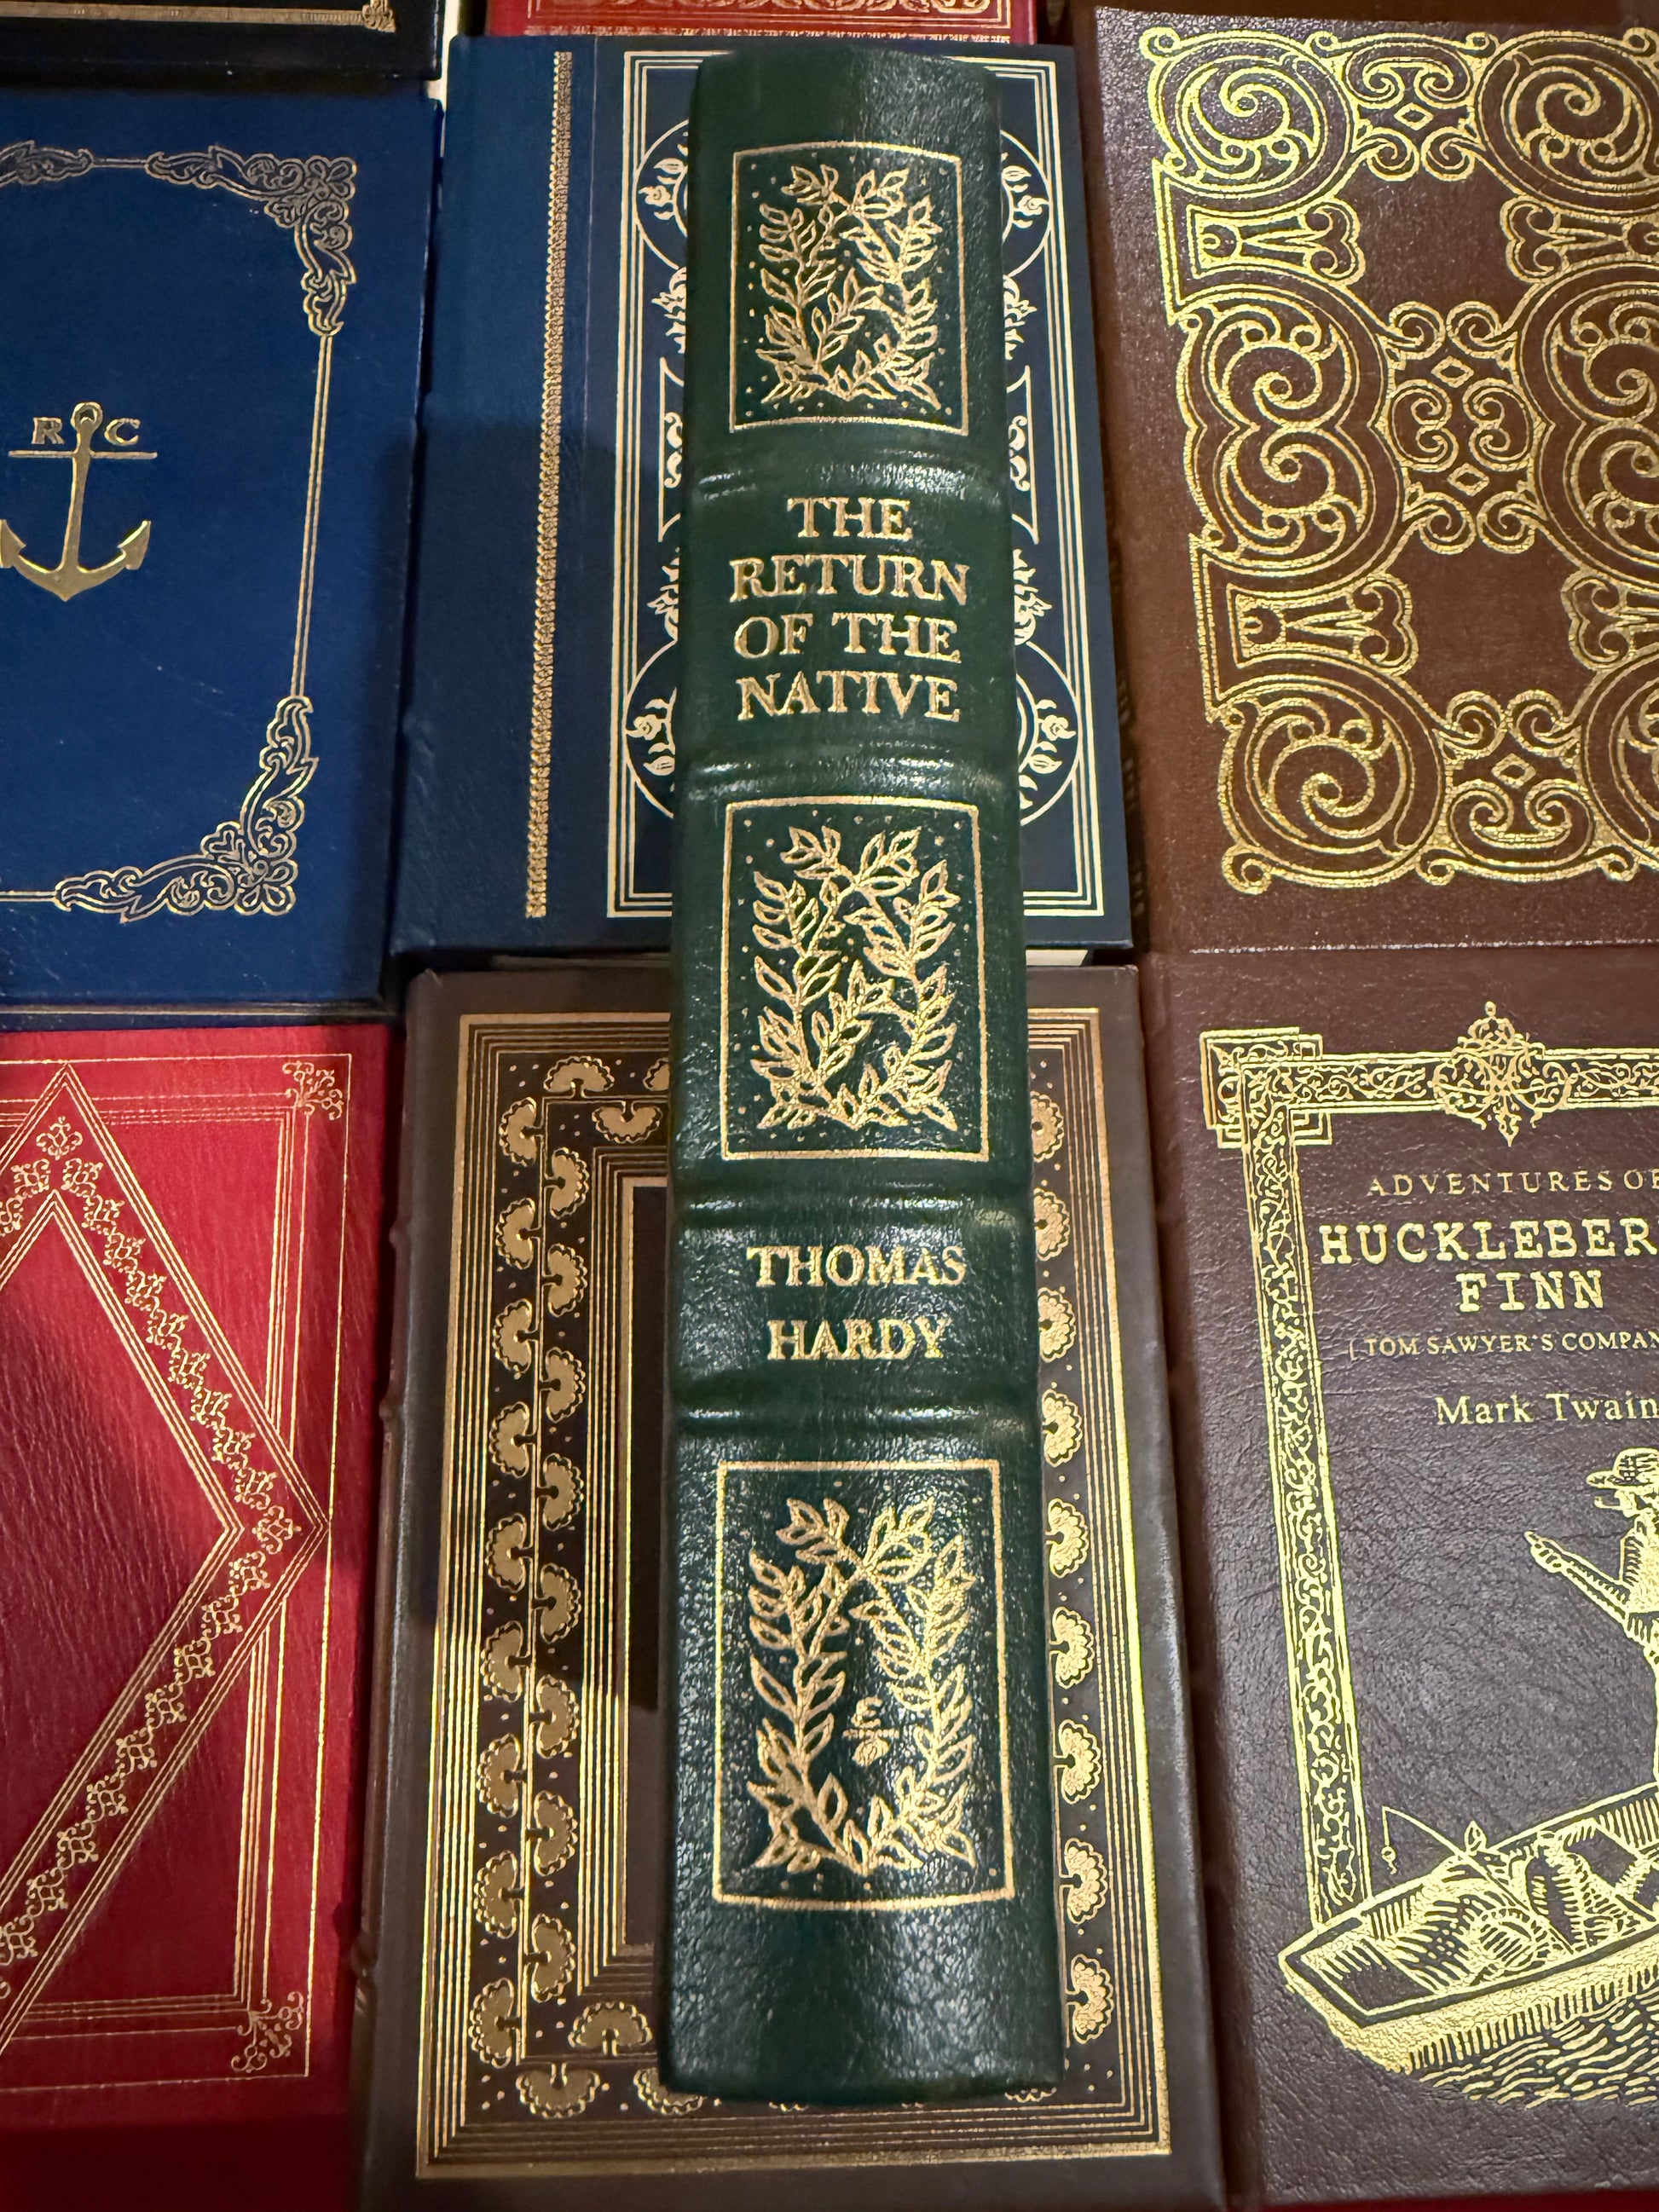 R C
THE
RETURN
OF THE
NATIVE
THOMAS
HARDY
E
ADVENTURES OF
HUCKLEBER
FINN
[ TOM SAWYER'S COMPAN
Mark Twain